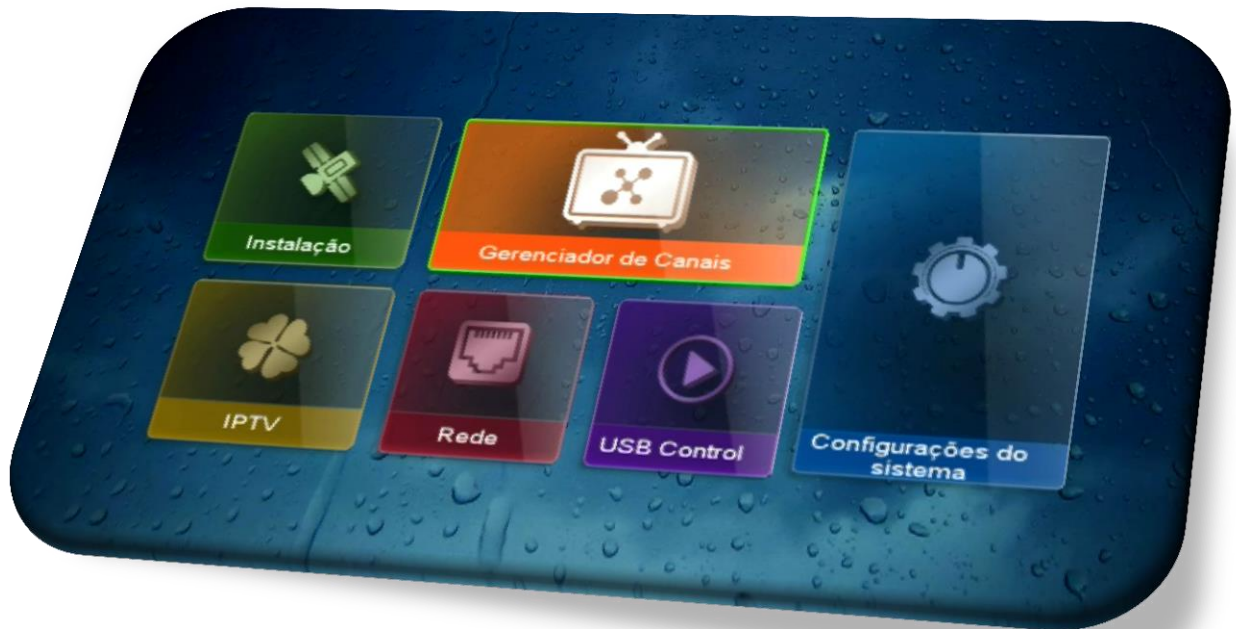 Instalação
Gerenciador de Canais
IPTV
Rede
USB Control
Configurações do
sistema